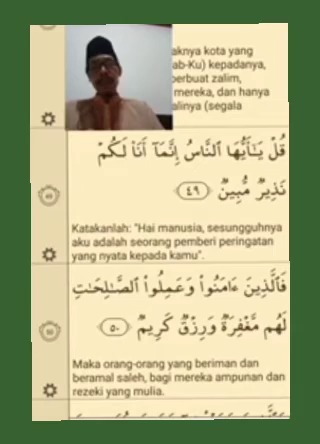 aknya kota yang
ab-Ku) kepadanya,
berbuat zalim,
mereka, dan hanya
alinya (segala
قُلْ يَـٰٓأَيُّهَا ٱلنَّاسُ إِنَّمَآ أَنَا۠ لَكُمْ
نَذِيرٌ مُّبِينٌ ٤٩
Katakanlah: "Hai manusia, sesungguhnya
aku adalah seorang pemberi peringatan
yang nyata kepada kamu".
فَٱلَّذِينَ ءَامَنُوا۟ وَعَمِلُوا۟ ٱلصَّـٰلِحَـٰتِ
لَهُم مَّغْفِرَةٌ وَرِزْقٌ كَرِيمٌ ٥٠
Maka orang-orang yang beriman dan
beramal saleh, bagi mereka ampunan dan
rezeki yang mulia.